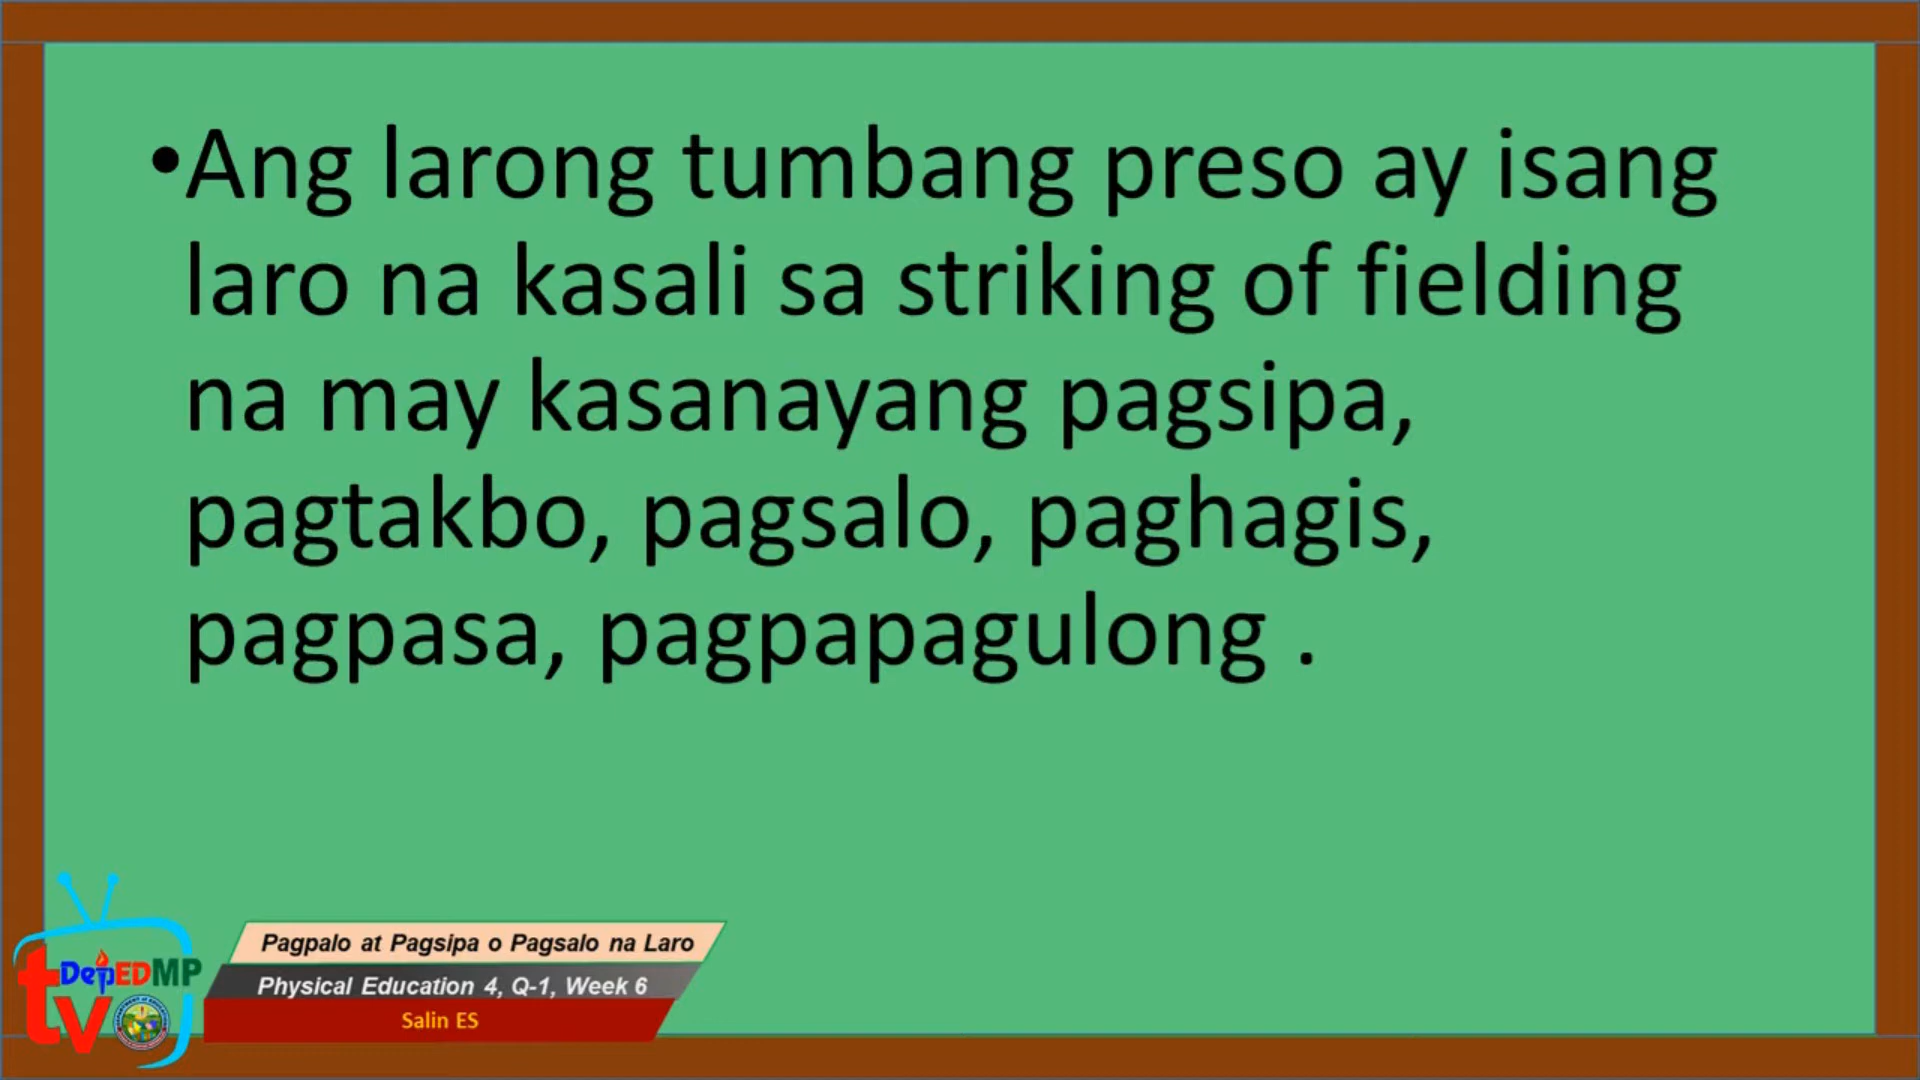 •Ang larong tumbang preso ay isang
laro na kasali sa striking of fielding
na may kasanayang pagsipa,
pagtakbo, pagsalo, paghagis,
pagpasa, pagpapagulong .
Pagpalo at Pagsipa o Pagsalo na Laro
Physical Education 4, Q-1, Week 6
Salin ES
DepEDMP
tv